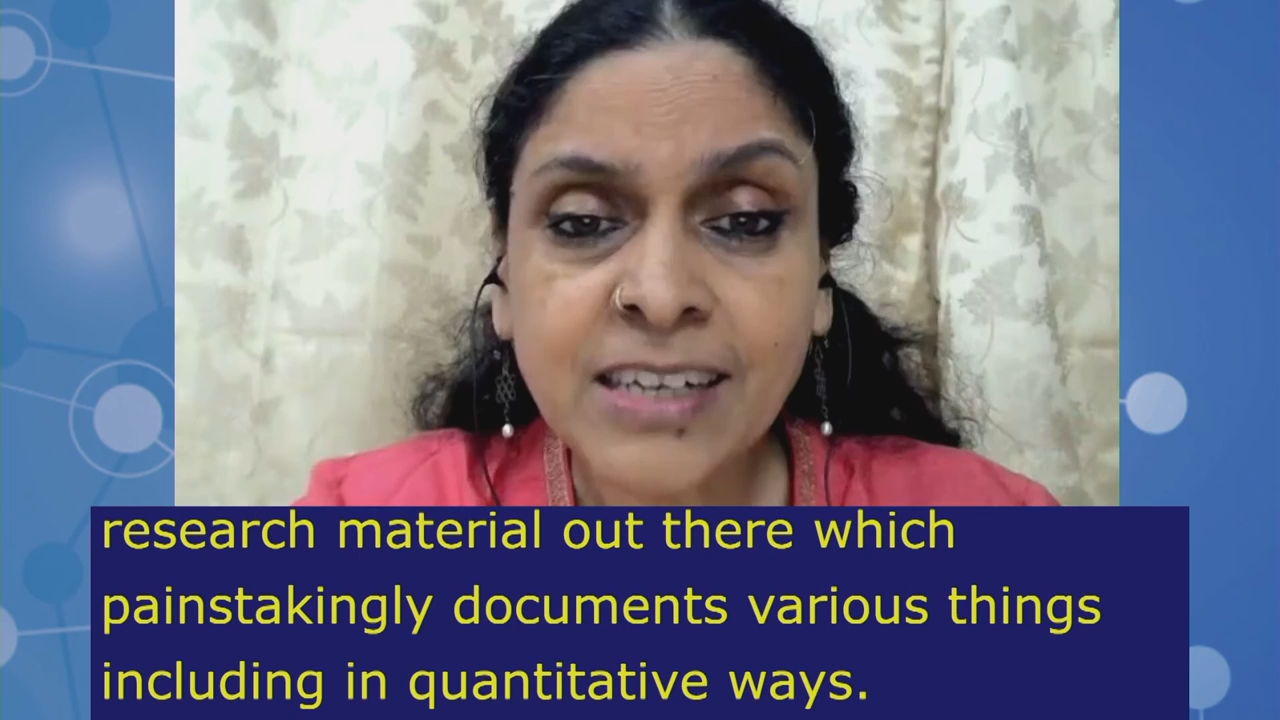 research material out there which
painstakingly documents various things
including in quantitative ways.